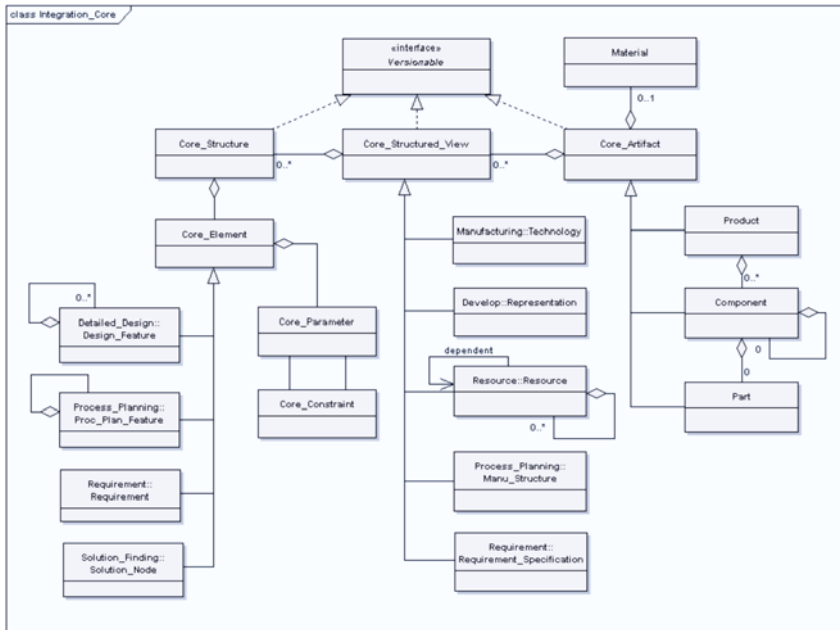 class Integration_Core
«interface»
Versionable
Material
0..1
Core_Structure
0..*
Core_Structured_View
0..*
Core_Artifact
Core_Element
Product
0..*
Manufacturing::Technology
0..*
Detailed_Design::
Design_Feature
Core_Parameter
Develop::Representation
Component
0
0
dependent
Resource::Resource
0..*
Process_Planning::
Proc_Plan_Feature
Core_Constraint
Part
Requirement::
Requirement
Process_Planning::
Manu_Structure
Solution_Finding::
Solution_Node
Requirement::
Requirement_Specification